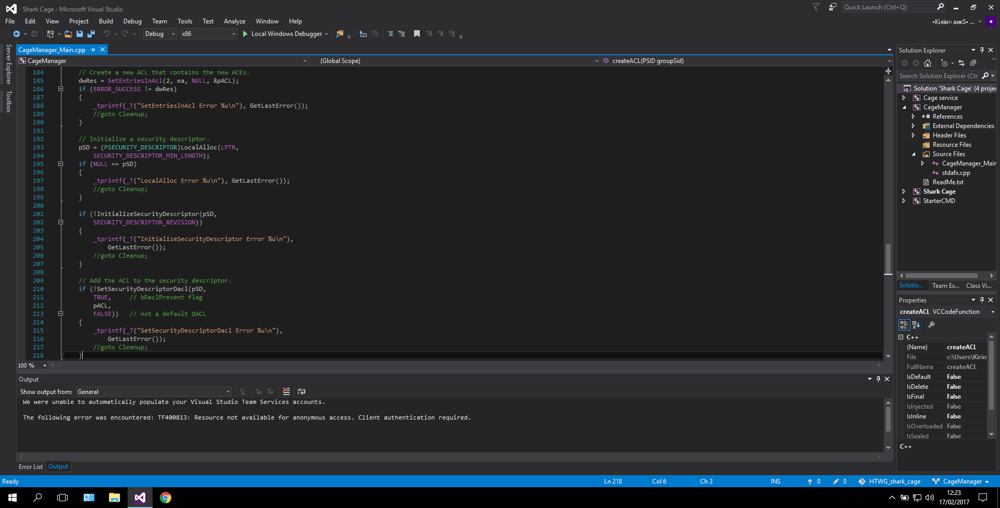 Shark Cage - Microsoft Visual Studio
Quick Launch (Ctrl+Q)
File Edit View Project Build Debug Team Tools Test Analyze Window Help
Debug x86 Local Windows Debugger
Server Explorer
Toolbox
CageManager_Main.cpp
CageManager (Global Scope) createACL(PSID groupSid)
184 // Create a new ACL that contains the new ACEs.
185 dwRes = SetEntriesInAcl(2, ea, NULL, &pACL);
186 if (ERROR_SUCCESS != dwRes)
187 {
188 _tprintf(_T("SetEntriesInAcl Error %u\n"), GetLastError());
189 //goto Cleanup;
190 }
191
192 // Initialize a security descriptor.
193 pSD = (PSECURITY_DESCRIPTOR)LocalAlloc(LPTR,
194 SECURITY_DESCRIPTOR_MIN_LENGTH);
195 if (NULL == pSD)
196 {
197 _tprintf(_T("LocalAlloc Error %u\n"), GetLastError());
198 //goto Cleanup;
199 }
200
201 if (!InitializeSecurityDescriptor(pSD,
202 SECURITY_DESCRIPTOR_REVISION))
203 {
204 _tprintf(_T("InitializeSecurityDescriptor Error %u\n"),
205 GetLastError());
206 //goto Cleanup;
207 }
208
209 // Add the ACL to the security descriptor.
210 if (!SetSecurityDescriptorDacl(pSD,
211 TRUE, // bDaclPresent flag
212 pACL,
213 FALSE)) // not a default DACL
214 {
215 _tprintf(_T("SetSecurityDescriptorDacl Error %u\n"),
216 GetLastError());
217 //goto Cleanup;
218 }
100 %
Output
Show output from: General
We were unable to automatically populate your Visual Studio Team Services accounts.
The following error was encountered: TF400813: Resource not available for anonymous access. Client authentication required.
Error List Output
Solution Explorer
Search Solution Explorer (Ctr
Solution 'Shark Cage' (4 projec
Cage service
CageManager
References
External Dependencies
Header Files
Resource Files
Source Files
CageManager_Main
stdafx.cpp
ReadMe.txt
Shark Cage
StarterCMD
Solutio... Team Ex... Class Vi...
Properties
createACL VCCodeFunction
C++
(Name) createACL
File c:\Users\Kirin
FullName createACL
IsDefault False
IsDelete False
IsFinal False
IsInjected False
IsInline False
IsOverloaded False
IsSealed False
C++
Ready Ln 218 Col 6 Ch 3 INS 0 0 HTWG_shark_cage CageManager
12:23
17/02/2017